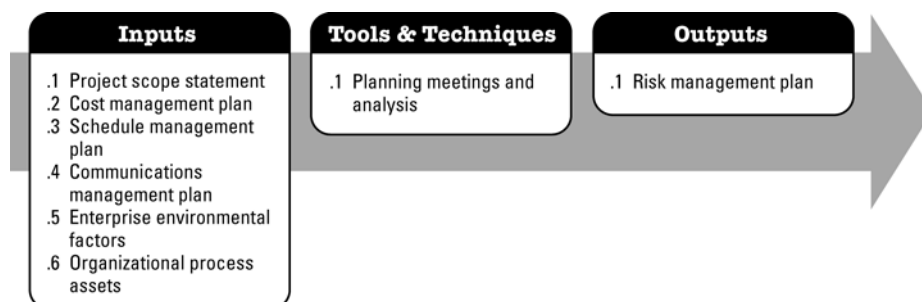 Inputs
.1 Project scope statement
.2 Cost management plan
.3 Schedule management
plan
.4 Communications
management plan
.5 Enterprise environmental
factors
.6 Organizational process
assets
Tools & Techniques
.1 Planning meetings and
analysis
Outputs
.1 Risk management plan